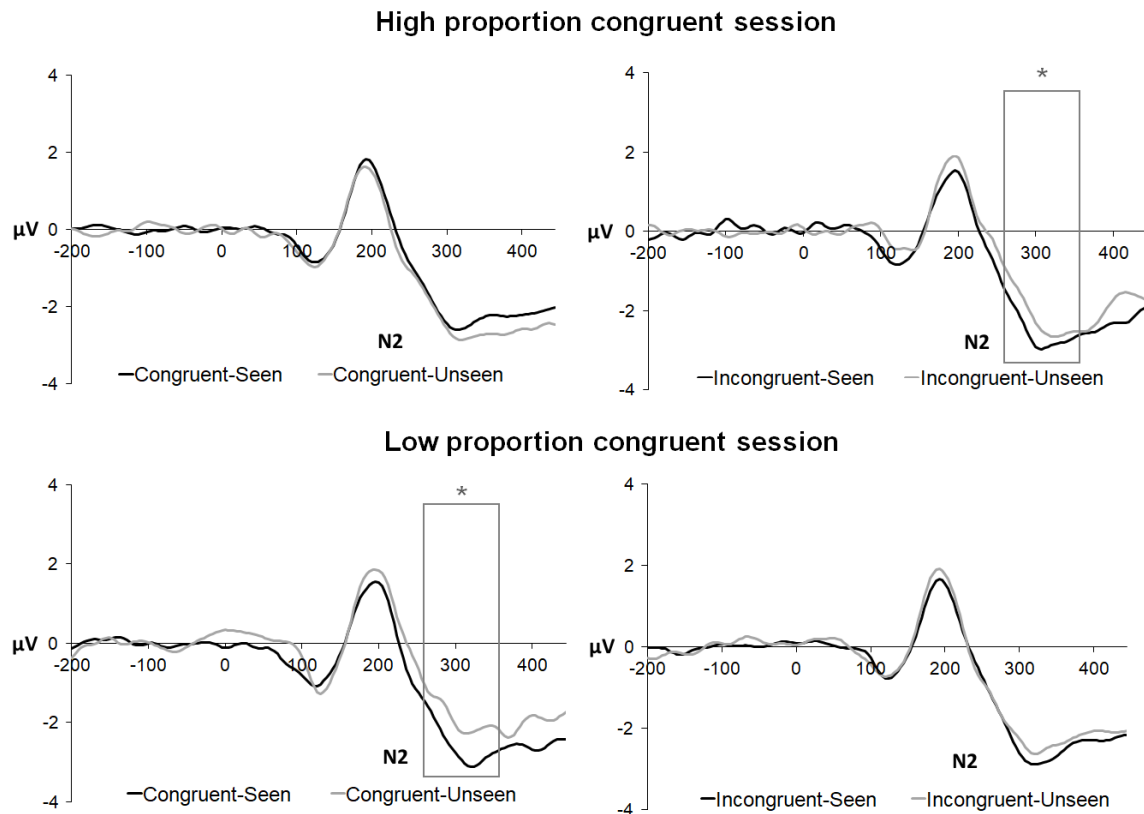 High proportion congruent session
*
4 4
2 2
µV 0 µV 0
-200 -100 0 100 200 300 400 -200 -100 0 100 200 300 400
-2 -2
N2 N2
Congruent-Seen Congruent-Unseen Incongruent-Seen Incongruent-Unseen
-4 -4
Low proportion congruent session
*
4 4
2 2
µV 0 µV 0
-200 -100 0 100 200 300 400 -200 -100 0 100 200 300 400
-2 -2
N2 N2
Congruent-Seen Congruent-Unseen Incongruent-Seen Incongruent-Unseen
-4 -4